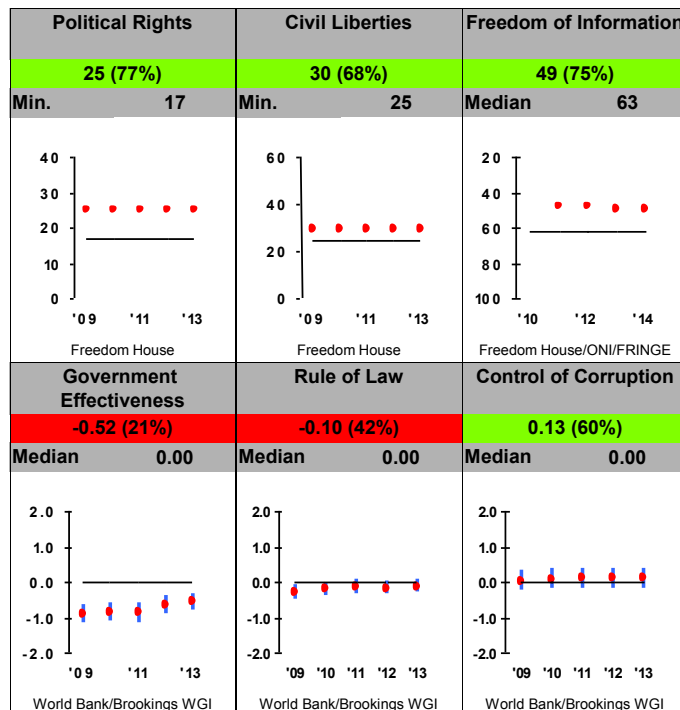 Political Rights
25 (77%)
Min. 17
40
30
20
10
0
'09 '11 '13
Freedom House
Civil Liberties
30 (68%)
Min. 25
60
40
20
0
'09 '11 '13
Freedom House
Freedom of Information
49 (75%)
Median 63
20
40
60
80
100
'10 '12 '14
Freedom House/ONI/FRINGE
Government
Effectiveness
-0.52 (21%)
Median 0.00
2.0
1.0
0.0
-1.0
-2.0
'09 '11 '13
World Bank/Brookings WGI
Rule of Law
-0.10 (42%)
Median 0.00
2.0
1.0
0.0
-1.0
-2.0
'09 '10 '11 '12 '13
World Bank/Brookings WGI
Control of Corruption
0.13 (60%)
Median 0.00
2.0
1.0
0.0
-1.0
-2.0
'09 '10 '11 '12 '13
World Bank/Brookings WGI